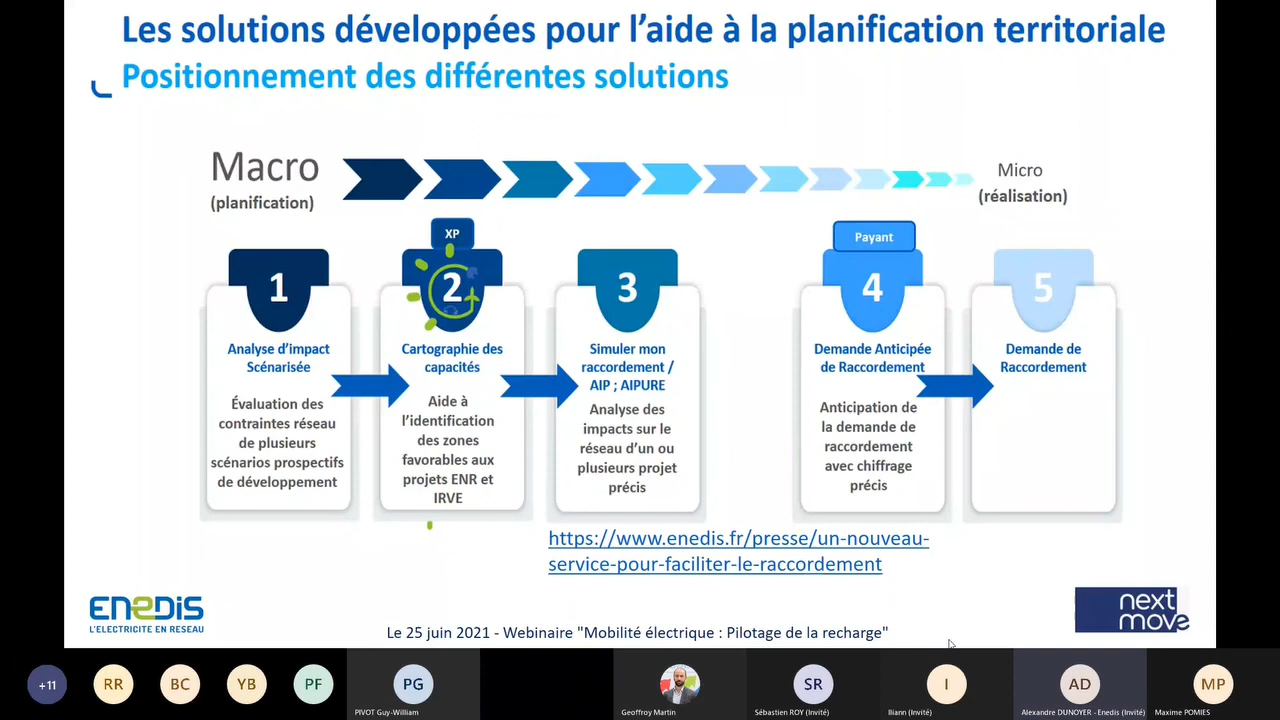 Les solutions développées pour l'aide à la planification territoriale
Positionnement des différentes solutions
Macro
(planification)
Micro
(réalisation)
1
Analyse d'impact
Scénarisée
Évaluation des
contraintes réseau
de plusieurs
scénarios prospectifs
de développement
XP
2
Cartographie des
capacités
Aide à
l'identification
des zones
favorables aux
projets ENR et
IRVE
3
Simuler mon
raccordement /
AIP ; AIPURE
Analyse des
impacts sur le
réseau d'un ou
plusieurs projet
précis
Payant
4
Demande Anticipée
de Raccordement
Anticipation de
la demande de
raccordement
avec chiffrage
précis
5
Demande de
Raccordement
https://www.enedis.fr/presse/un-nouveau-
service-pour-faciliter-le-raccordement
ENEDIS
L'ELECTRICITE EN RESEAU
Le 25 juin 2021 - Webinaire "Mobilité électrique : Pilotage de la recharge"
next
move
+11
RR
BC
YB
PF
PG
PIVOT Guy-William
Geoffroy Martin
SR
Sébastien ROY (Invité)
I
Iliann (Invité)
AD
Alexandre DUNOYER - Enedis (Invité)
MP
Maxime POMIES